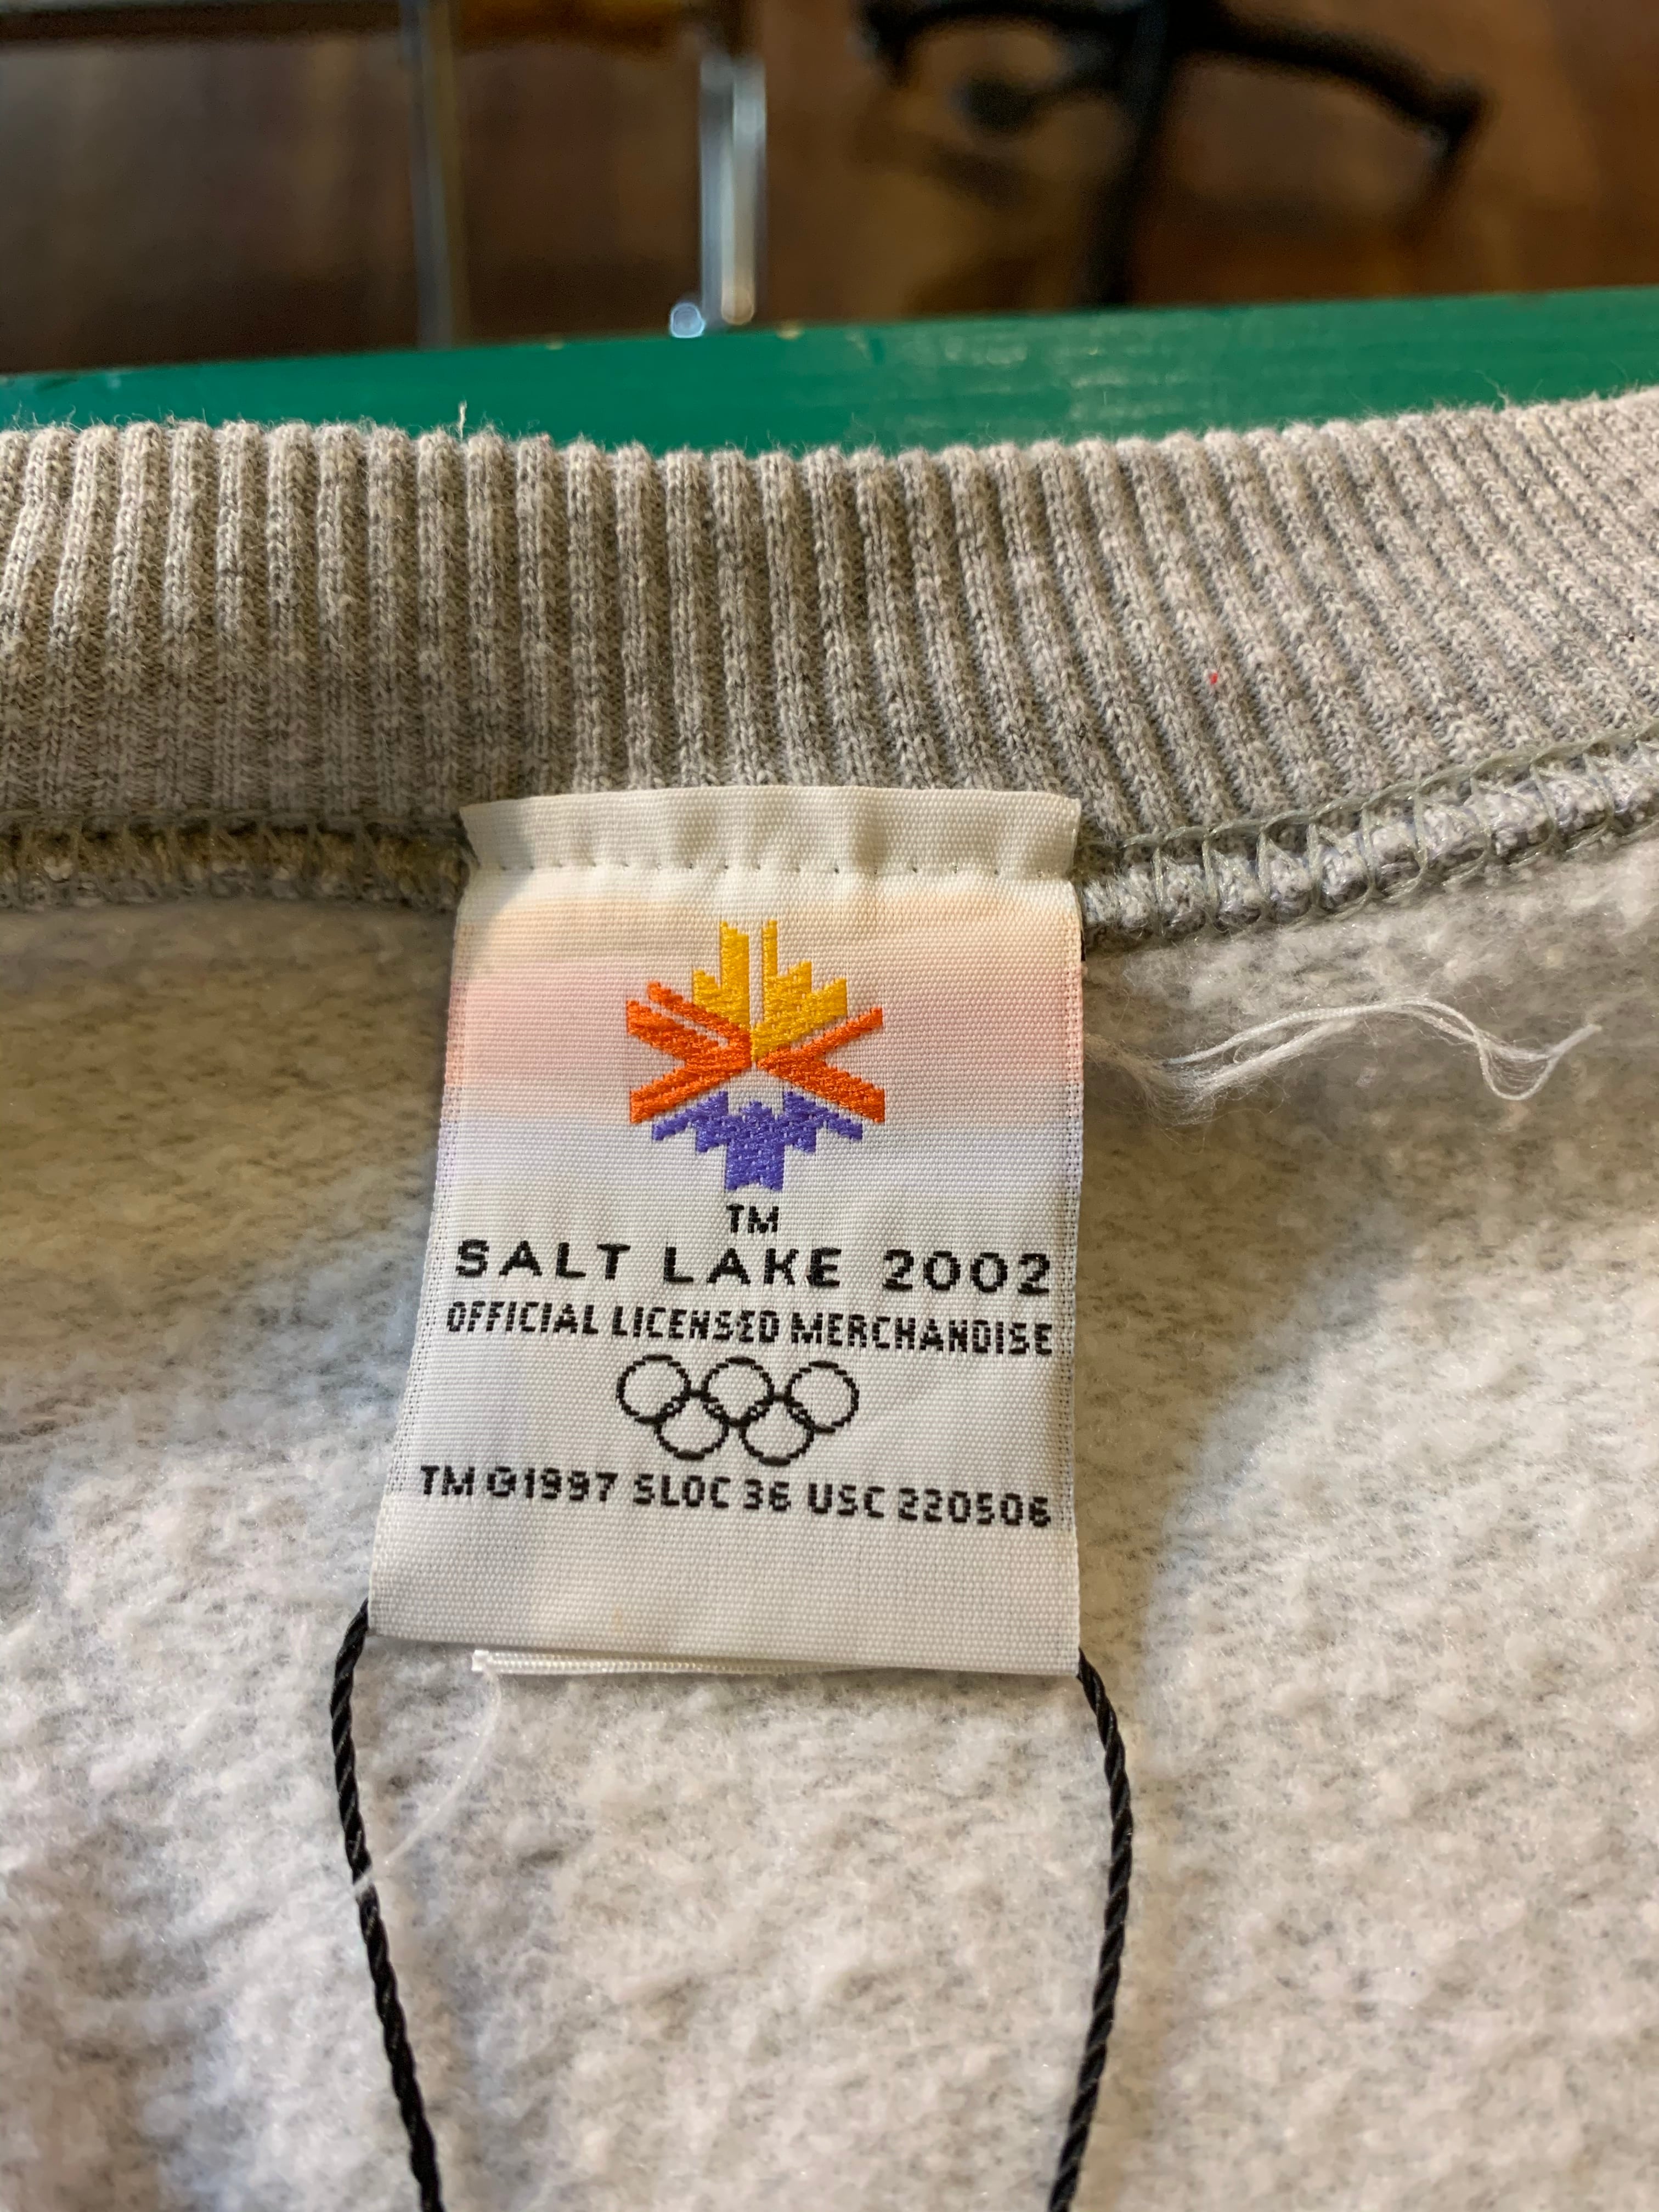 TM
SALT LAKE 2002
OFFICIAL LICENSED MERCHANDISE
TM ©1997 SLOC 36 USC 220506